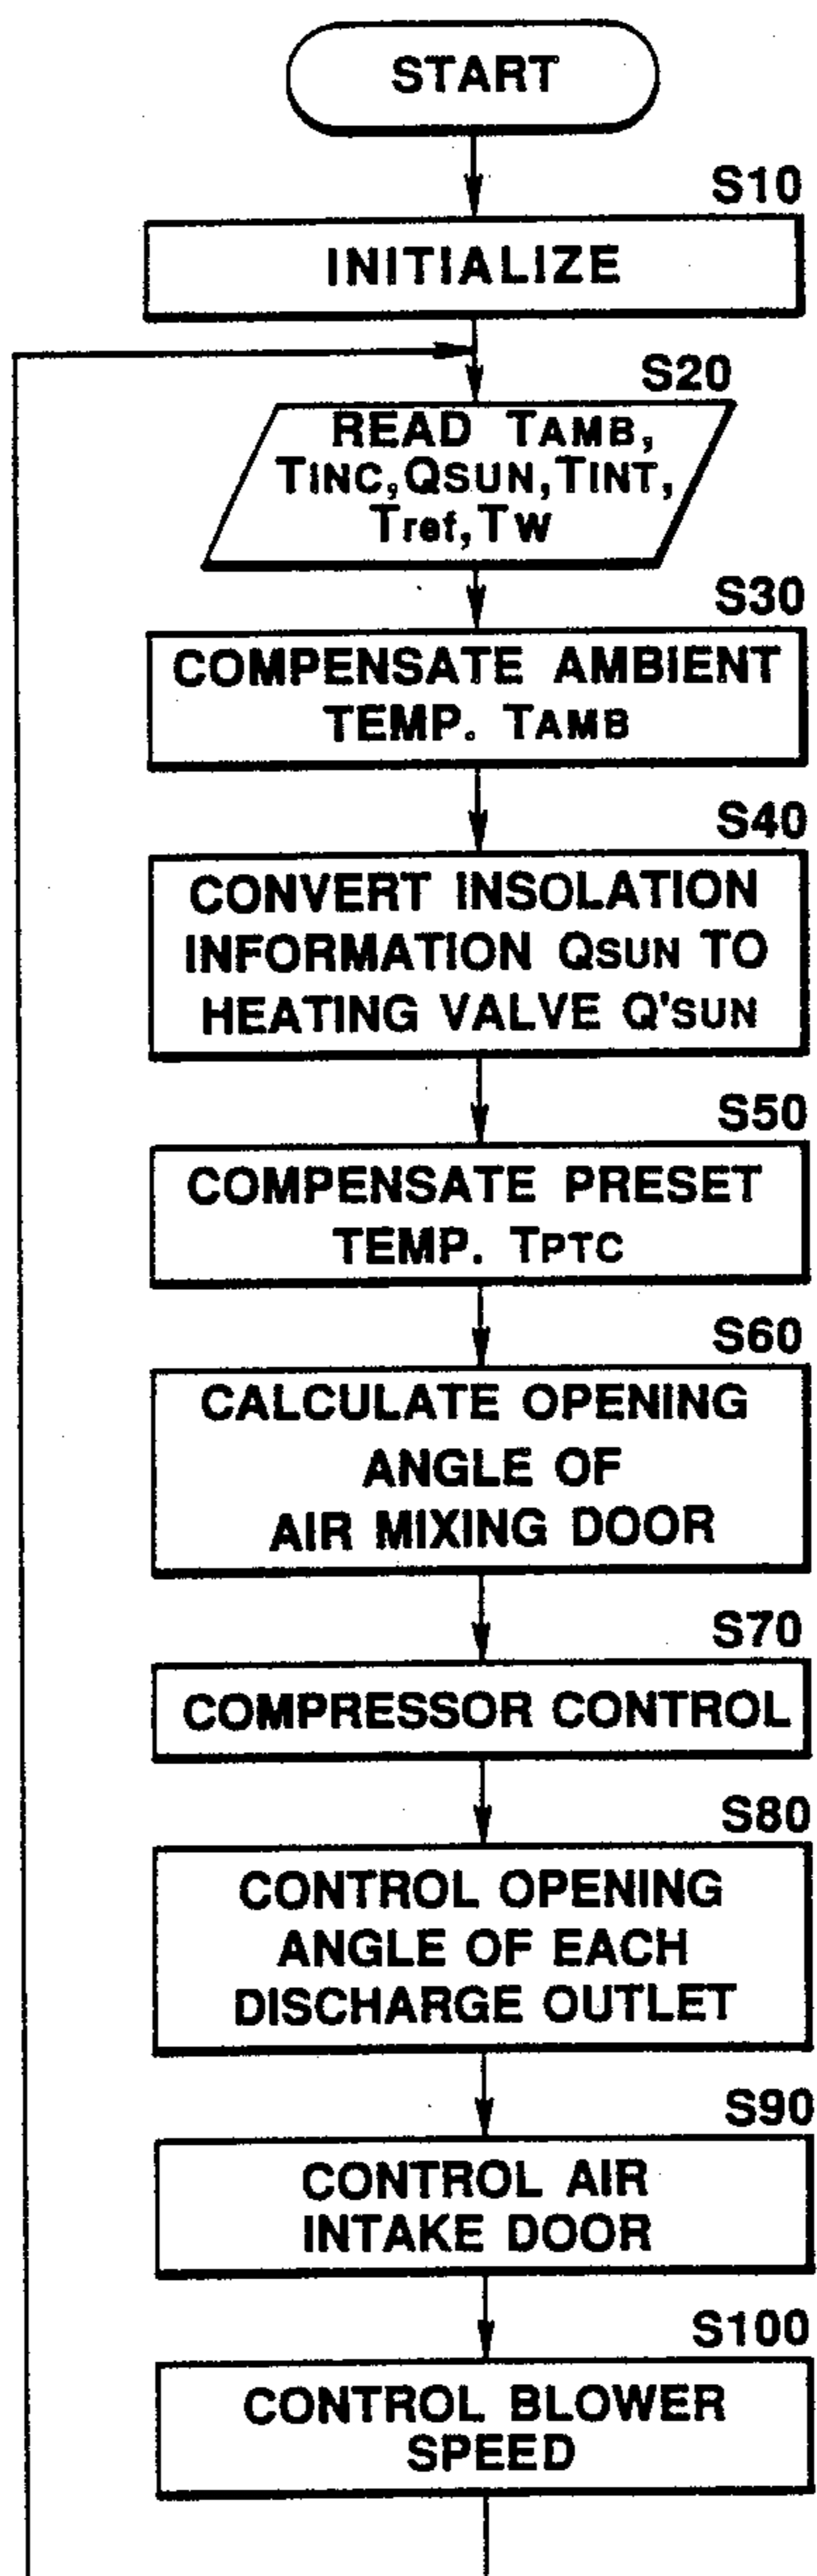 START
S10
INITIALIZE
S20
READ TAMB,
TINC,QSUN,TINT,
Tref,TW
S30
COMPENSATE AMBIENT
TEMP. TAMB
S40
CONVERT INSOLATION
INFORMATION QSUN TO
HEATING VALVE Q'SUN
S50
COMPENSATE PRESET
TEMP. TPTC
S60
CALCULATE OPENING
ANGLE OF
AIR MIXING DOOR
S70
COMPRESSOR CONTROL
S80
CONTROL OPENING
ANGLE OF EACH
DISCHARGE OUTLET
S90
CONTROL AIR
INTAKE DOOR
S100
CONTROL BLOWER
SPEED